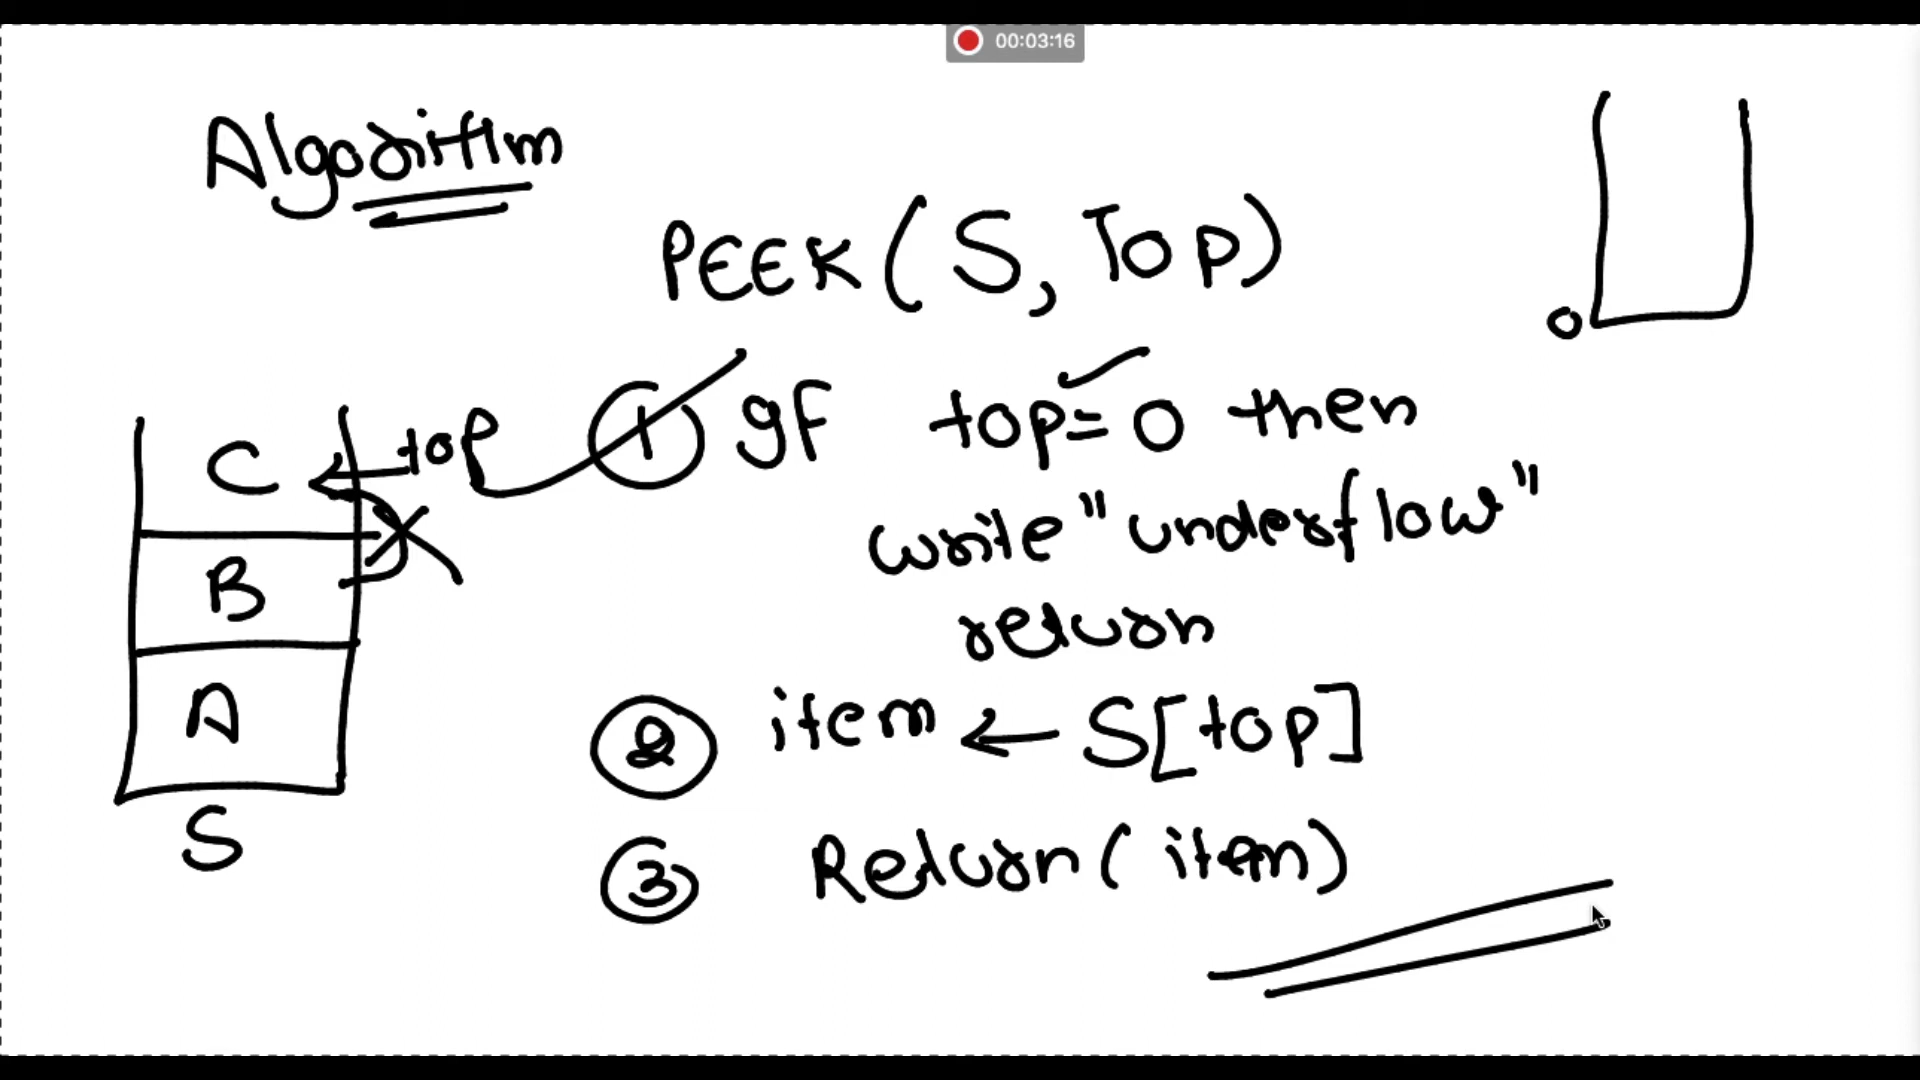 00:03:16
Algorithm
PEEK(S, Top)
① If top=0 then
write "underflow"
return
② item ← S[top]
③ Return(item)
C ← top
B
A
S
0